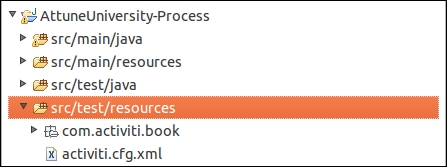 AttuneUniversity-Process
src/main/java
src/main/resources
src/test/java
src/test/resources
com.activiti.book
activiti.cfg.xml